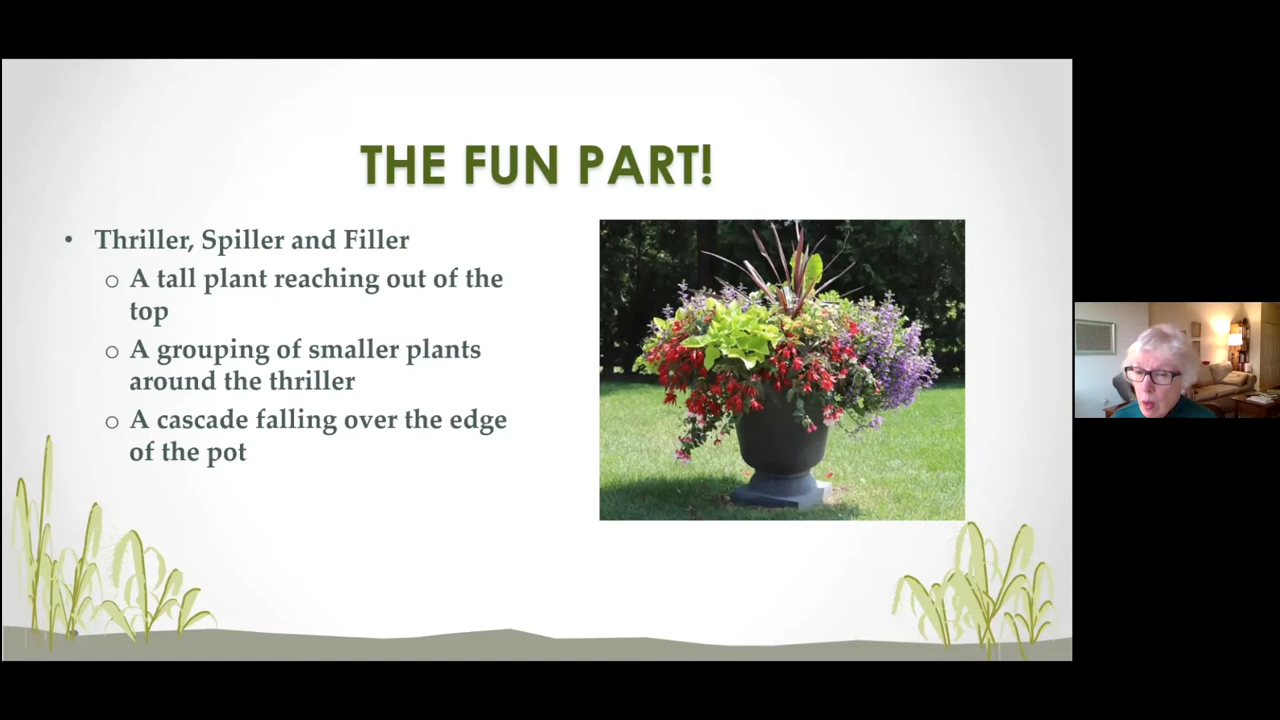 THE FUN PART!
• Thriller, Spiller and Filler
o A tall plant reaching out of the
top
o A grouping of smaller plants
around the thriller
o A cascade falling over the edge
of the pot